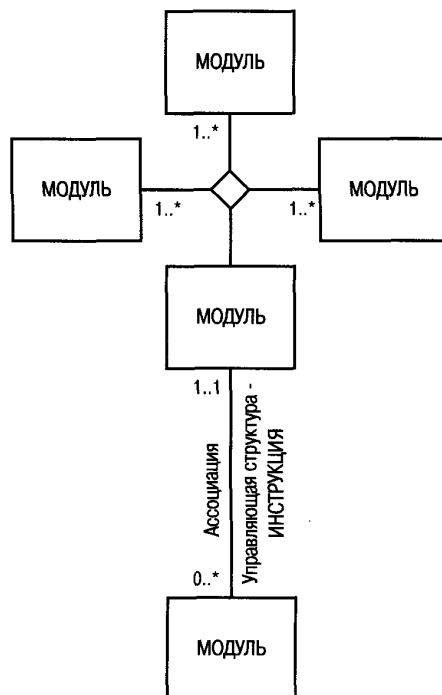 МОДУЛЬ
1..*
МОДУЛЬ
1..*
1..*
МОДУЛЬ
МОДУЛЬ
1..1
Ассоциация
Управляющая структура -
ИНСТРУКЦИЯ
0..*
МОДУЛЬ